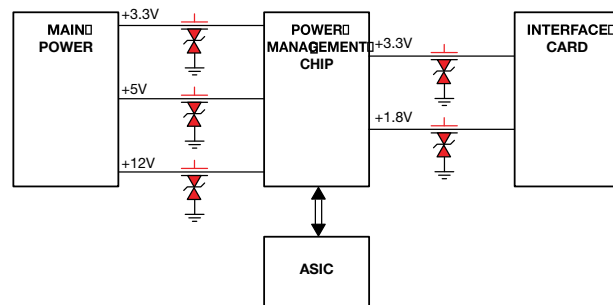 MAIN
POWER
+3.3V
+5V
+12V
POWER
MANAGEMENT
CHIP
+3.3V
+1.8V
INTERFACE
CARD
ASIC